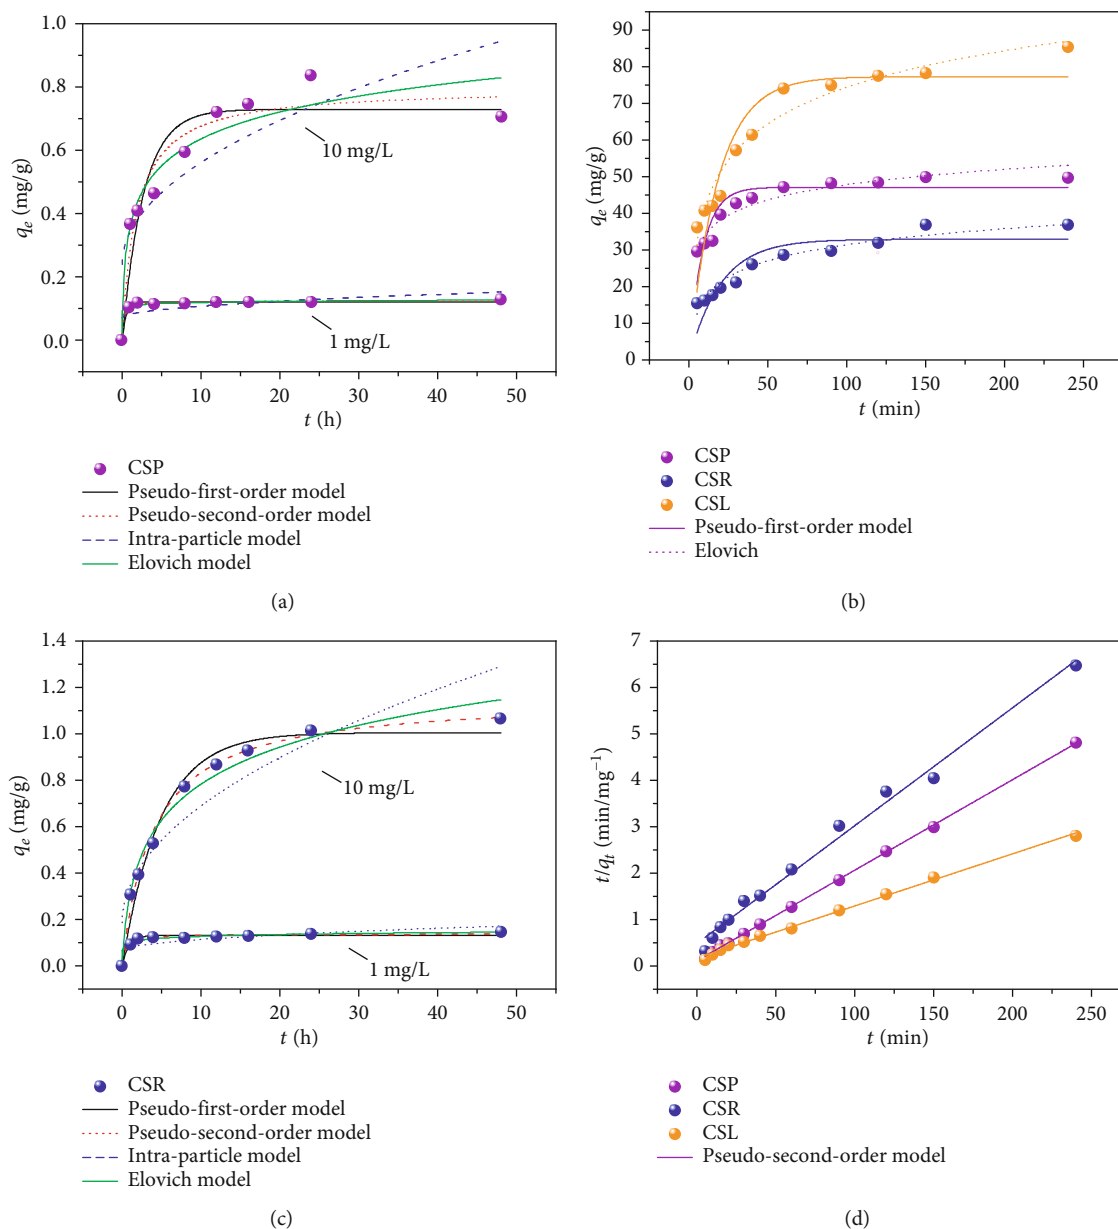 1.0
0.8
0.6
0.4
0.2
0.0
qe (mg/g)
10 mg/L
1 mg/L
0 10 20 30 40 50
t (h)
CSP
Pseudo-first-order model
Pseudo-second-order model
Intra-particle model
Elovich model
(a)
90
80
70
60
50
40
30
20
10
0
qe (mg/g)
0 50 100 150 200 250
t (min)
CSP
CSR
CSL
Pseudo-first-order model
Elovich
(b)
1.4
1.2
1.0
0.8
0.6
0.4
0.2
0.0
qe (mg/g)
10 mg/L
1 mg/L
0 10 20 30 40 50
t (h)
CSR
Pseudo-first-order model
Pseudo-second-order model
Intra-particle model
Elovich model
(c)
7
6
5
4
3
2
1
0
t/qt (min/mg⁻¹)
0 50 100 150 200 250
t (min)
CSP
CSR
CSL
Pseudo-second-order model
(d)